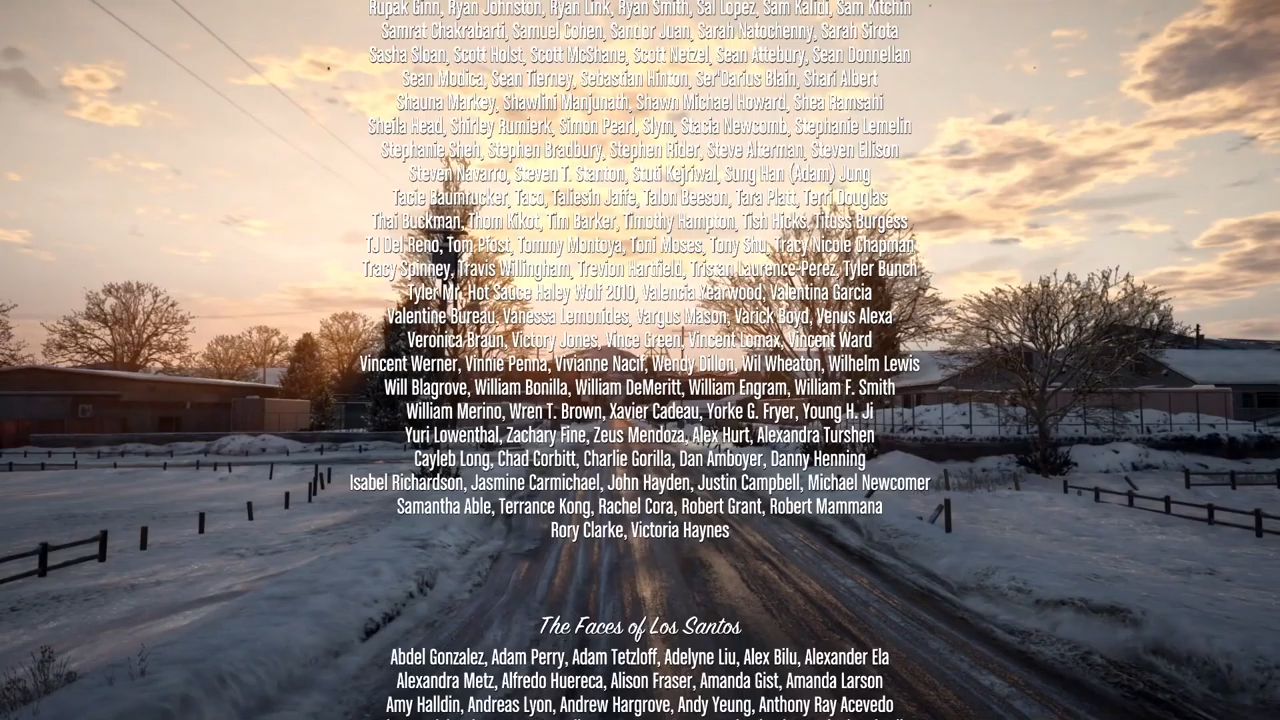 Rupak Ginn, Ryan Johnston, Ryan Link, Ryan Smith, Sal Lopez, Sam Kalidi, Sam Kitchin
Samrat Chakrabarti, Samuel Cohen, Sandor Juan, Sarah Natochenny, Sarah Sirota
Sasha Sloan, Scott Holst, Scott McShane, Scott Netzel, Sean Attebury, Sean Donnellan
Sean Modica, Sean Tierney, Sebastian Hinton, Ser'Darius Blain, Shari Albert
Shauna Markey, Shawlini Manjunath, Shawn Michael Howard, Shea Ramsahi
Sheila Head, Shirley Rumierk, Simon Pearl, Slym, Stacia Newcomb, Stephanie Lemelin
Stephanie Sheh, Stephen Bradbury, Stephen Rider, Steve Alterman, Steven Ellison
Steven Navarro, Steven T. Stanton, Stuti Kejriwal, Sung Han (Adam) Jung
Tacie Baumrucker, Taco, Taliesin Jaffe, Talon Beeson, Tara Platt, Terri Douglas
Thai Buckman, Thom Kikot, Tim Barker, Timothy Hampton, Tish Hicks, Tituss Burgess
TJ Del Reno, Tom Pfost, Tommy Montoya, Toni Moses, Tony Shu, Tracy Nicole Chapman
Tracy Spinney, Travis Willingham, Trevion Hartfield, Tristan Laurence-Perez, Tyler Bunch
Tyler Mr. Hot Sauce Haley Wolf 2010, Valencia Yearwood, Valentina Garcia
Valentine Bureau, Vanessa Lemonides, Vargus Mason, Varick Boyd, Venus Alexa
Veronica Braun, Victory Jones, Vince Green, Vincent Lomax, Vincent Ward
Vincent Werner, Vinnie Penna, Vivianne Nacif, Wendy Dillon, Wil Wheaton, Wilhelm Lewis
Will Blagrove, William Bonilla, William DeMeritt, William Engram, William F. Smith
William Merino, Wren T. Brown, Xavier Cadeau, Yorke G. Fryer, Young H. Ji
Yuri Lowenthal, Zachary Fine, Zeus Mendoza, Alex Hurt, Alexandra Turshen
Cayleb Long, Chad Corbitt, Charlie Gorilla, Dan Amboyer, Danny Henning
Isabel Richardson, Jasmine Carmichael, John Hayden, Justin Campbell, Michael Newcomer
Samantha Able, Terrance Kong, Rachel Cora, Robert Grant, Robert Mammana
Rory Clarke, Victoria Haynes
The Faces of Los Santos
Abdel Gonzalez, Adam Perry, Adam Tetzloff, Adelyne Liu, Alex Bilu, Alexander Ela
Alexandra Metz, Alfredo Huereca, Alison Fraser, Amanda Gist, Amanda Larson
Amy Halldin, Andreas Lyon, Andrew Hargrove, Andy Yeung, Anthony Ray Acevedo